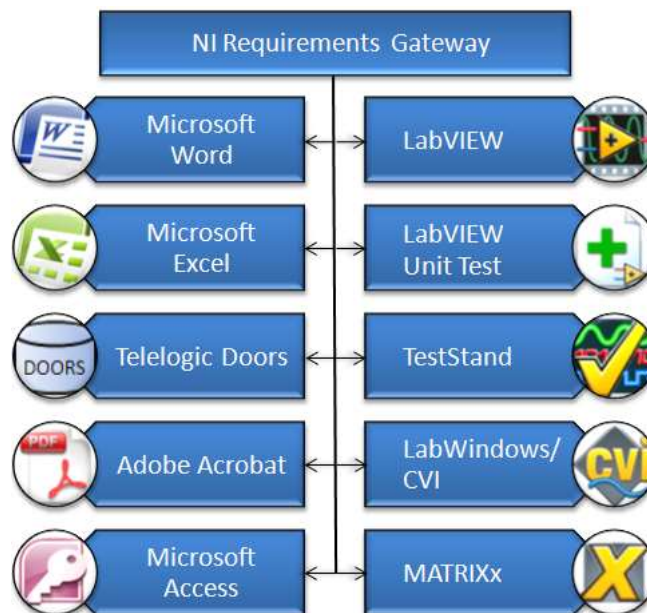 NI Requirements Gateway
W
Microsoft
Word
LabVIEW
X
Microsoft
Excel
LabVIEW
Unit Test
DOORS
Telelogic Doors
TestStand
PDF
Adobe Acrobat
LabWindows/
CVI
CVI
Microsoft
Access
MATRIXx
X